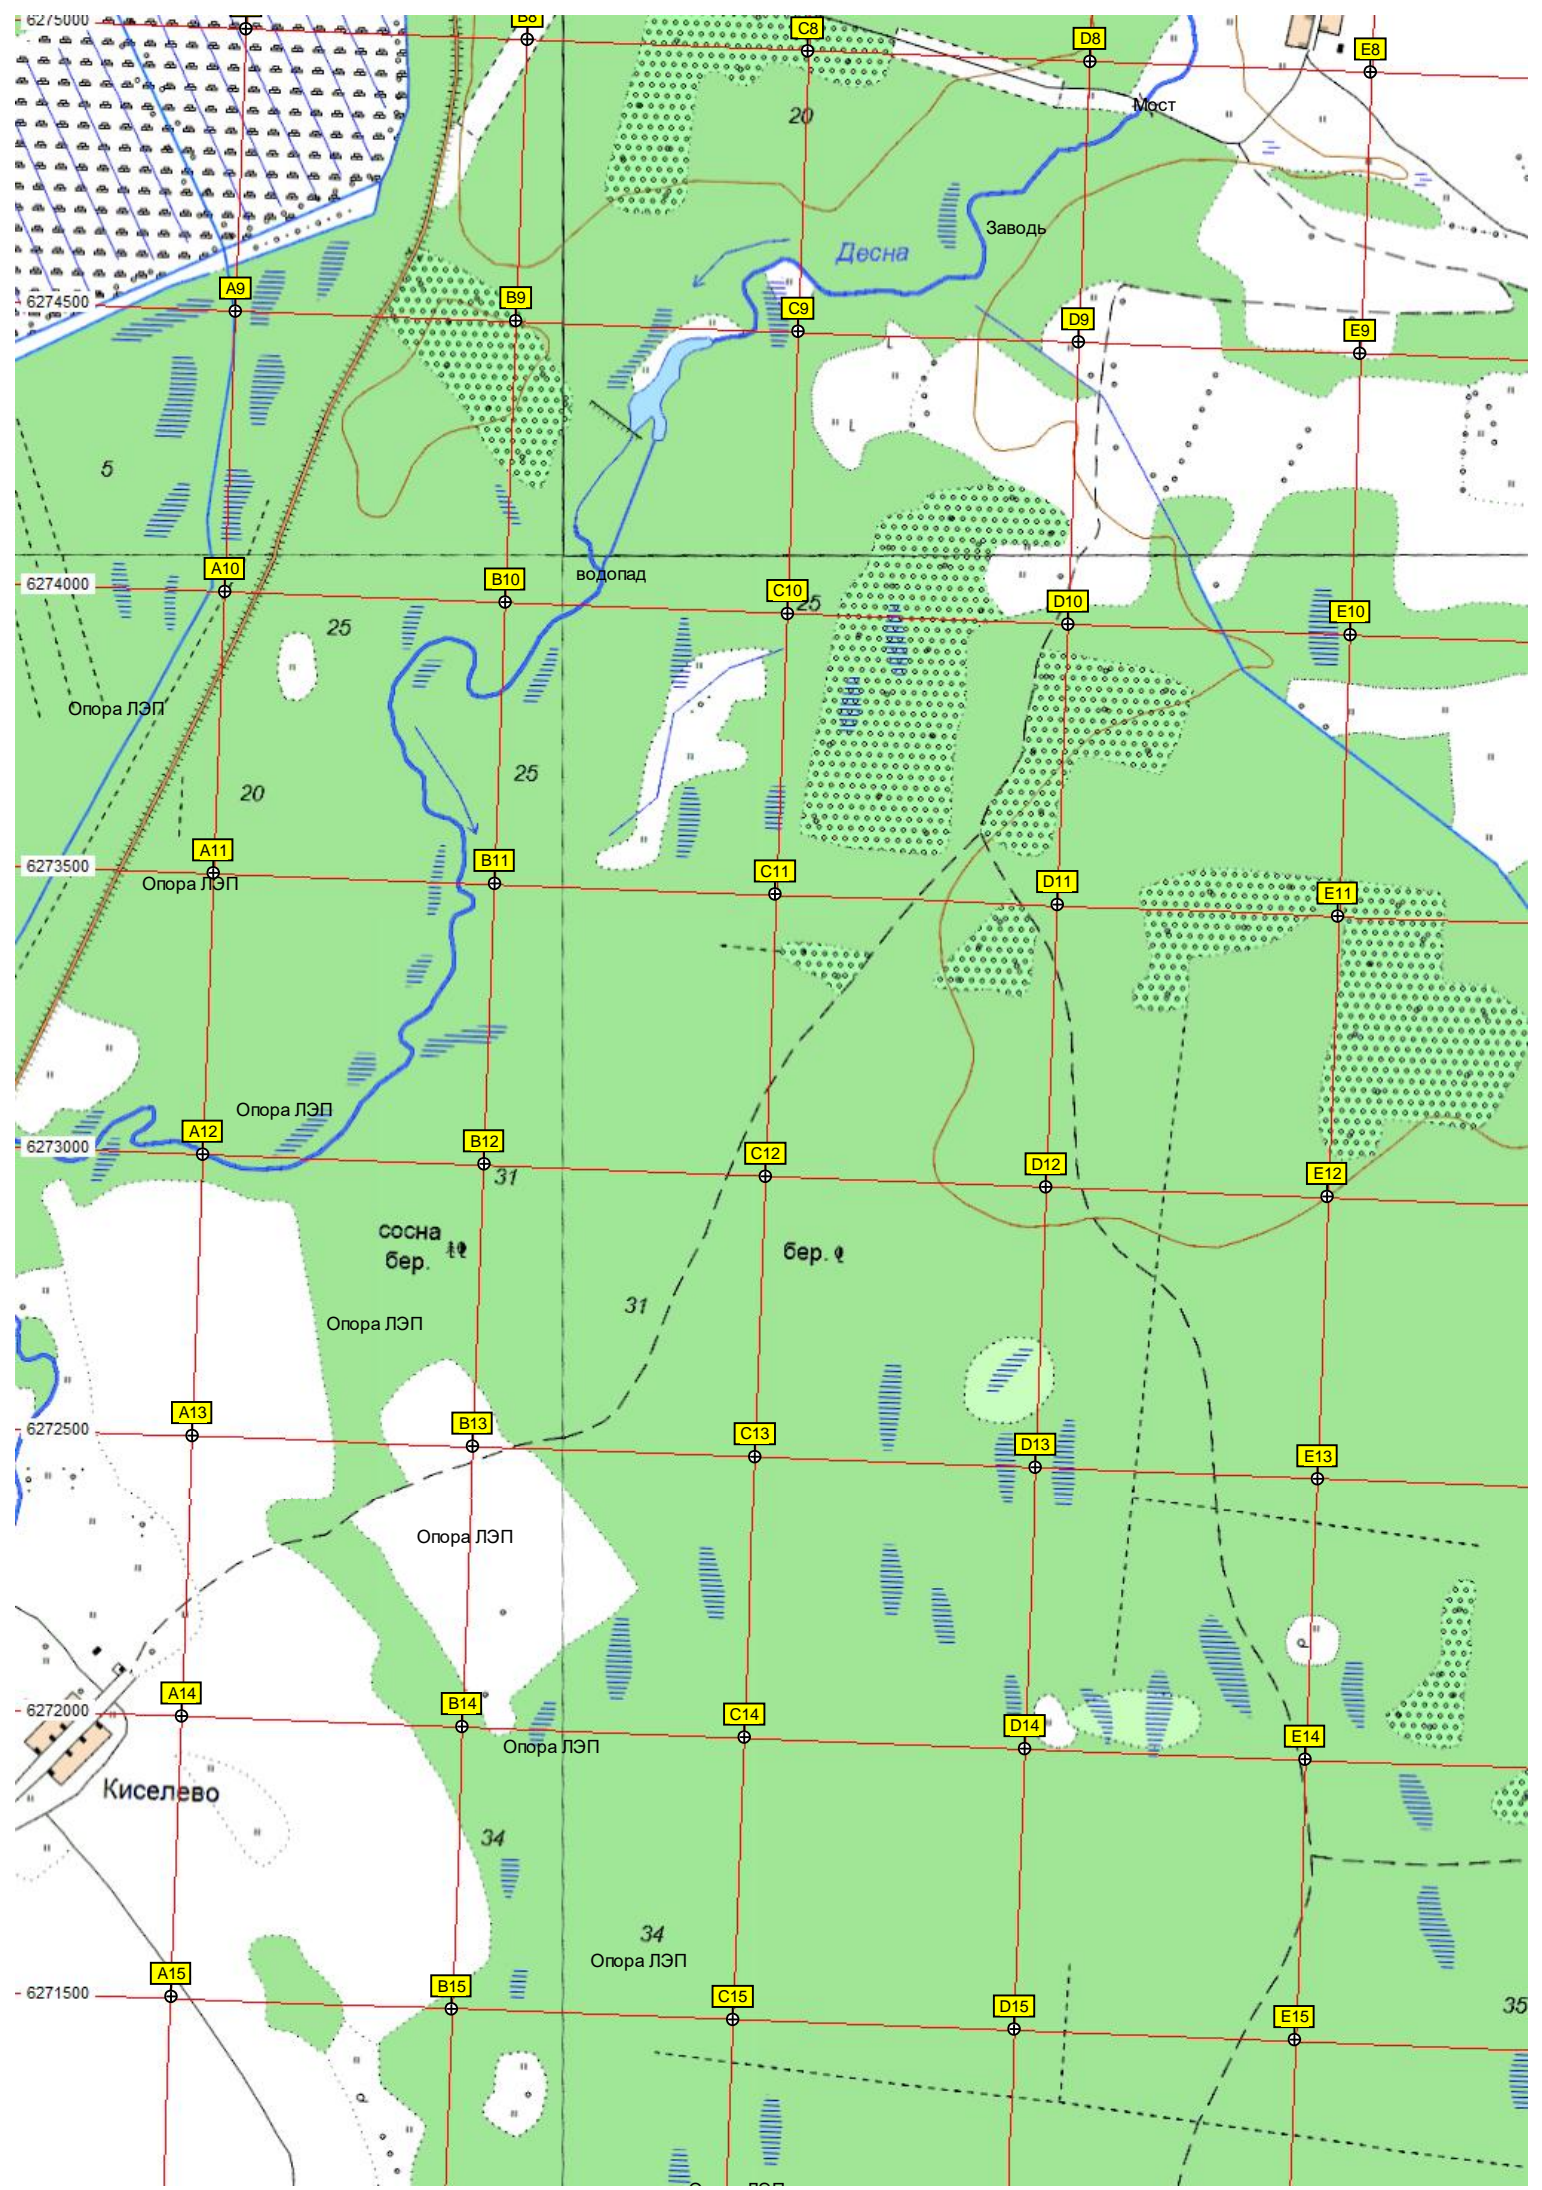 6275000
B8
C8
D8
E8
Мост
20
Заводь
Десна
A9
6274500
B9
C9
D9
E9
5
A10
6274000
B10
водопад
C10
25
D10
E10
25
Опора ЛЭП
25
20
A11
6273500
B11
C11
D11
E11
Опора ЛЭП
Опора ЛЭП
A12
6273000
B12
C12
D12
E12
31
сосна
бер.
бер.
31
Опора ЛЭП
A13
6272500
B13
C13
D13
E13
Опора ЛЭП
A14
6272000
B14
C14
D14
E14
Опора ЛЭП
Киселево
34
34
Опора ЛЭП
A15
6271500
B15
C15
D15
E15
35